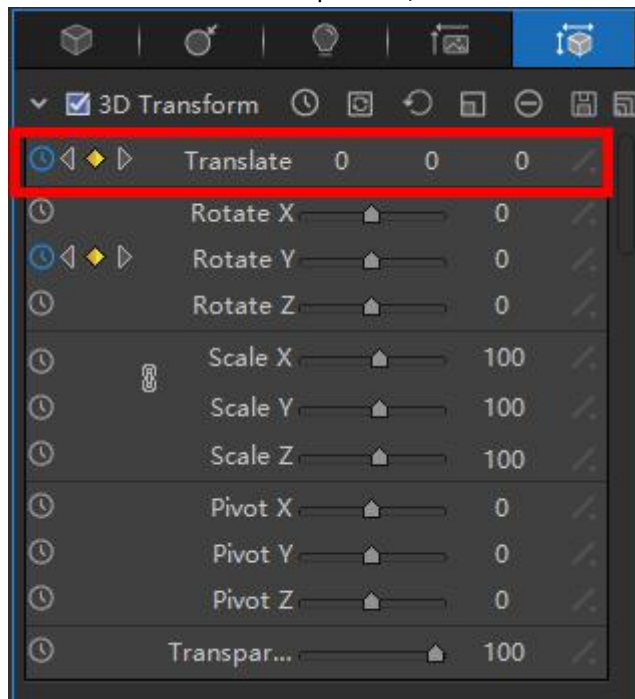 3D Transform
Translate 0 0 0
Rotate X 0
Rotate Y 0
Rotate Z 0
Scale X 100
Scale Y 100
Scale Z 100
Pivot X 0
Pivot Y 0
Pivot Z 0
Transpar... 100